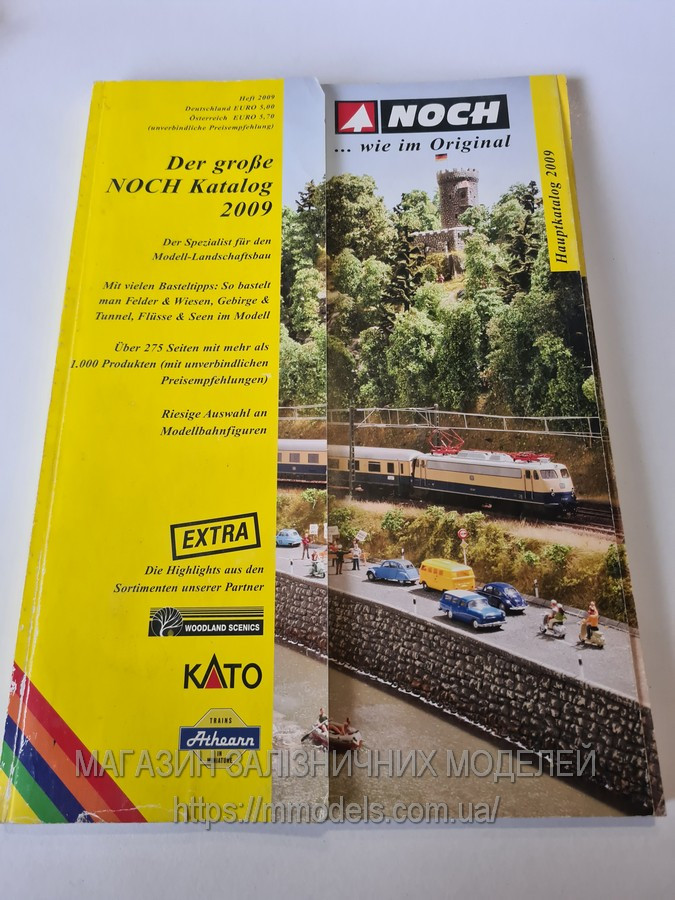 Heft 2009
Deutschland EURO 5,00
Österreich EURO 5,70
(unverbindliche Preisempfehlung)
Der große
NOCH Katalog
2009
Der Spezialist für den
Modell-Landschaftsbau
Mit vielen Basteltipps: So bastelt
man Felder & Wiesen, Gebirge &
Tunnel, Flüsse & Seen im Modell
Über 275 Seiten mit mehr als
1.000 Produkten (mit unverbindlichen
Preisempfehlungen)
Riesige Auswahl an
Modellbahnfiguren
EXTRA
Die Highlights aus den
Sortimenten unserer Partner
WOODLAND SCENICS
KATO
TRAINS
Athearn
IN
MINIATURE
NOCH
... wie im Original
Hauptkatalog 2009
МАГАЗИН ЗАЛІЗНИЧНИХ МОДЕЛЕЙ
https://mmodels.com.ua/